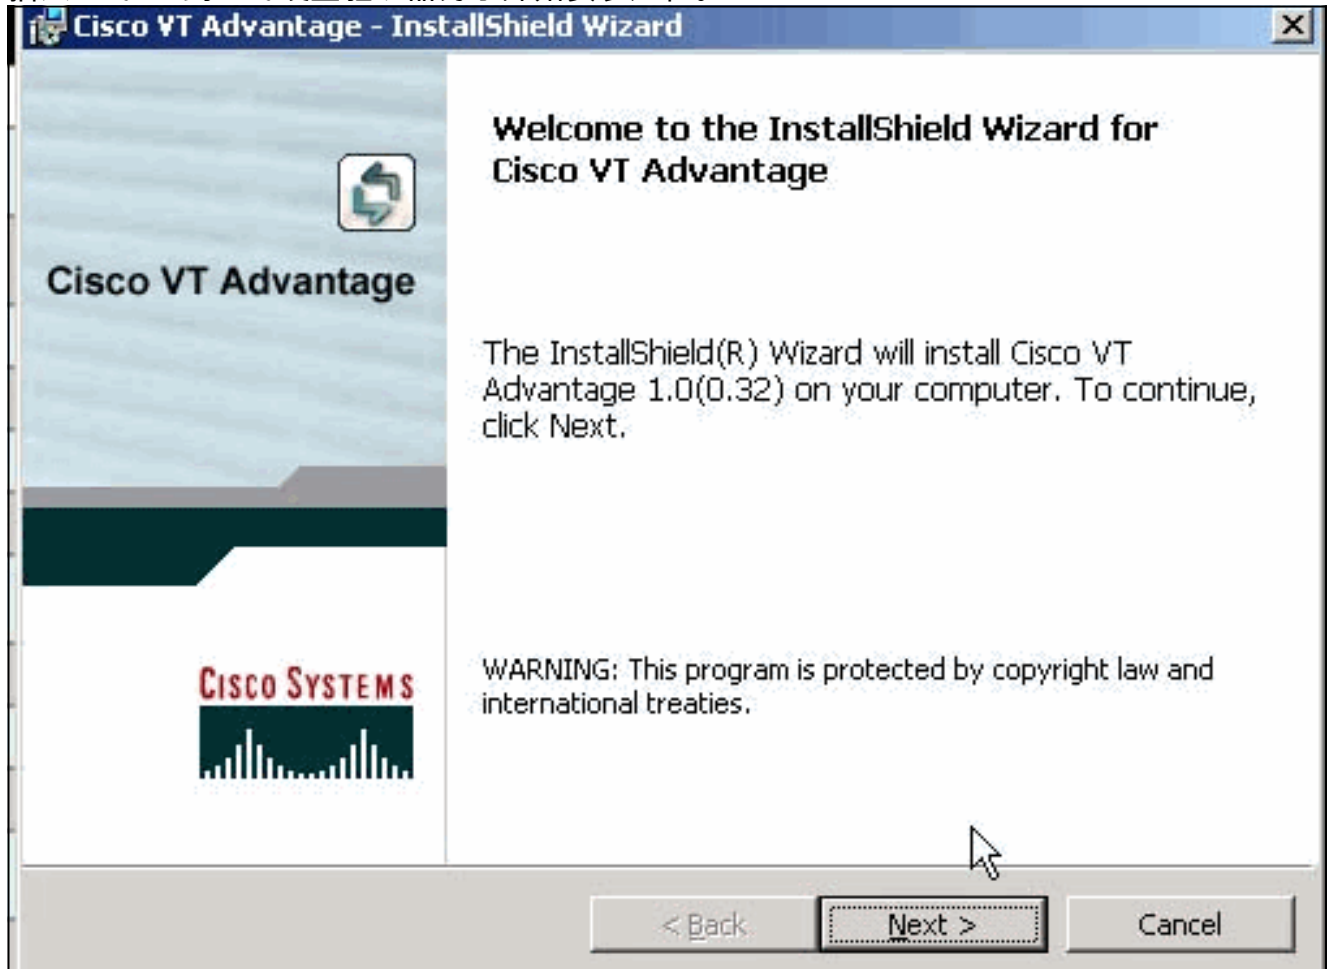 Cisco VT Advantage - InstallShield Wizard
Welcome to the InstallShield Wizard for
Cisco VT Advantage
Cisco VT Advantage
The InstallShield(R) Wizard will install Cisco VT
Advantage 1.0(0.32) on your computer. To continue,
click Next.
CISCO SYSTEMS
WARNING: This program is protected by copyright law and
international treaties.
< Back
Next >
Cancel